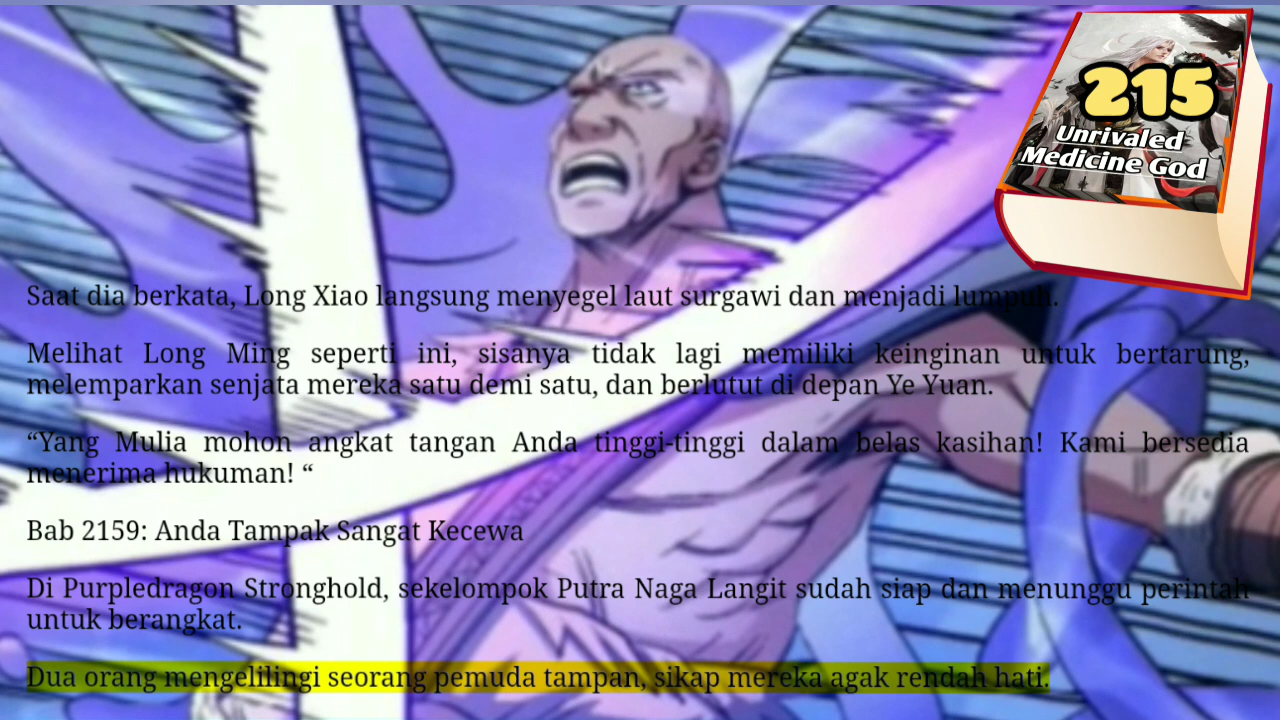 215
Unrivaled
Medicine God
Saat dia berkata, Long Xiao langsung menyegel laut surgawi dan menjadi lumpuh.
Melihat Long Ming seperti ini, sisanya tidak lagi memiliki keinginan untuk bertarung,
melemparkan senjata mereka satu demi satu, dan berlutut di depan Ye Yuan.
“Yang Mulia mohon angkat tangan Anda tinggi-tinggi dalam belas kasihan! Kami bersedia
menerima hukuman! “
Bab 2159: Anda Tampak Sangat Kecewa
Di Purpledragon Stronghold, sekelompok Putra Naga Langit sudah siap dan menunggu perintah
untuk berangkat.
Dua orang mengelilingi seorang pemuda tampan, sikap mereka agak rendah hati.